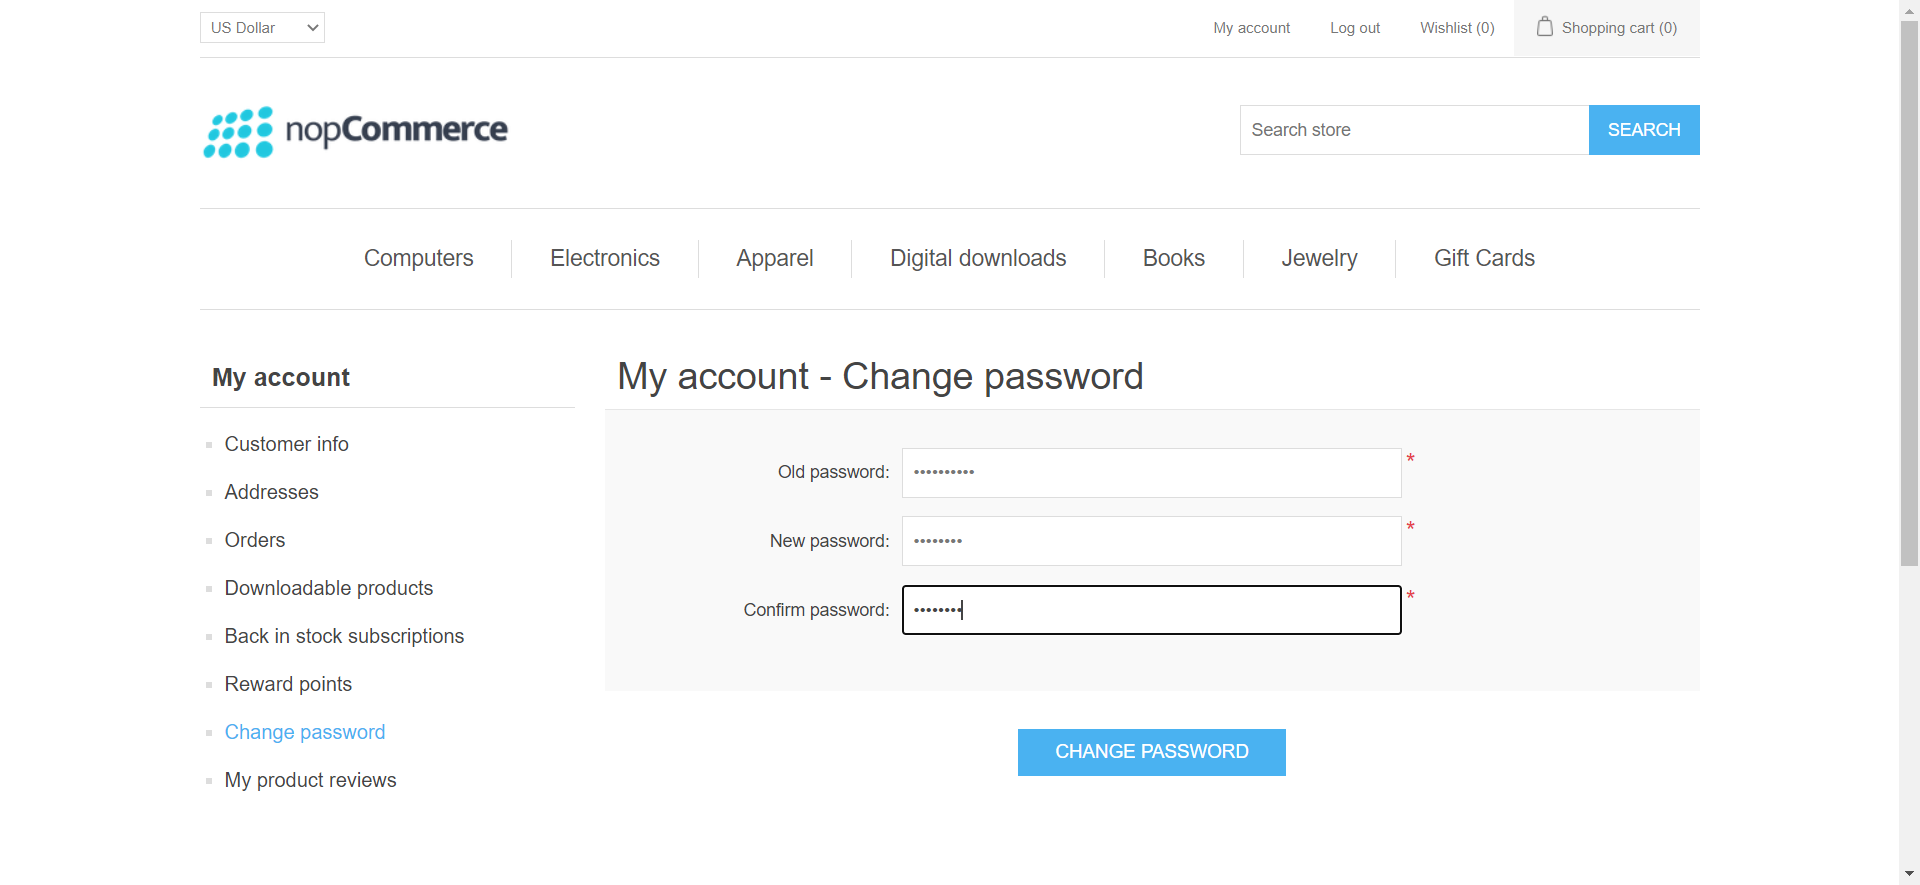 US Dollar
My account
Log out
Wishlist (0)
Shopping cart (0)
nopCommerce
Search store
SEARCH
Computers
Electronics
Apparel
Digital downloads
Books
Jewelry
Gift Cards
My account
Customer info
Addresses
Orders
Downloadable products
Back in stock subscriptions
Reward points
Change password
My product reviews
My account - Change password
Old password: •••••••••• *
New password: •••••••• *
Confirm password: •••••••• *
CHANGE PASSWORD